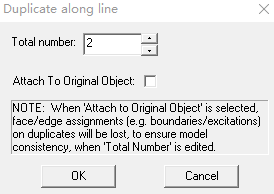 Duplicate along line
Total number: 2
Attach To Original Object:
NOTE:  When 'Attach to Original Object' is selected,
face/edge assignments (e.g. boundaries/excitations)
on duplicates will be lost, to ensure model
consistency, when 'Total Number' is edited.
OK Cancel